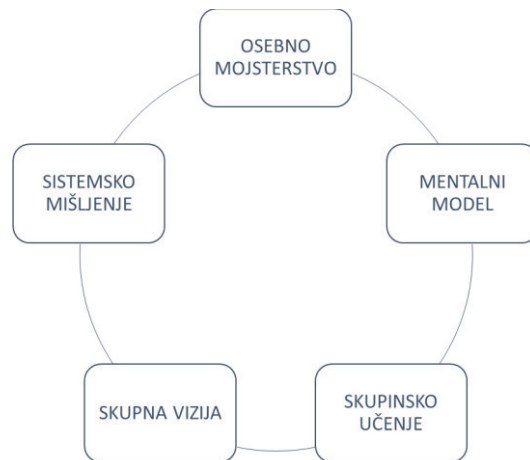 OSEBNO
MOJSTERSTVO
MENTALNI
MODEL
SKUPINSKO
UČENJE
SKUPNA VIZIJA
SISTEMSKO
MIŠLJENJE